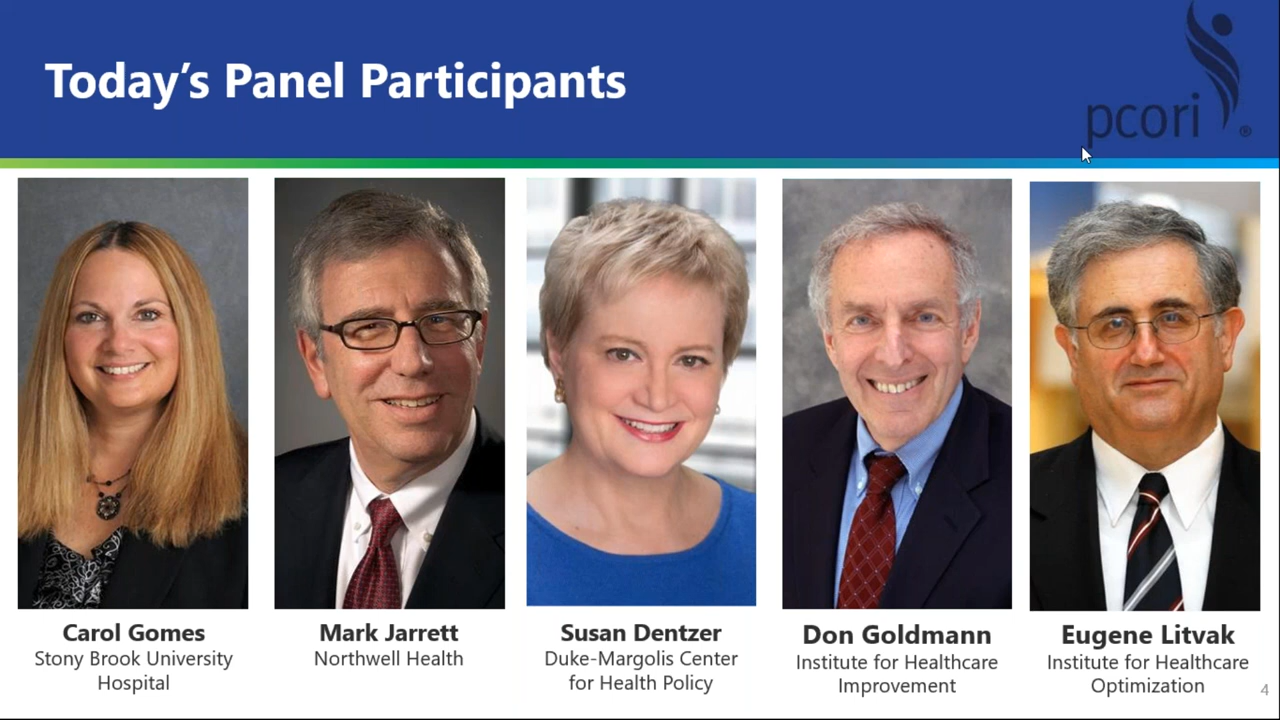 Today's Panel Participants
pcori
®
Carol Gomes
Stony Brook University
Hospital
Mark Jarrett
Northwell Health
Susan Dentzer
Duke-Margolis Center
for Health Policy
Don Goldmann
Institute for Healthcare
Improvement
Eugene Litvak
Institute for Healthcare
Optimization
4